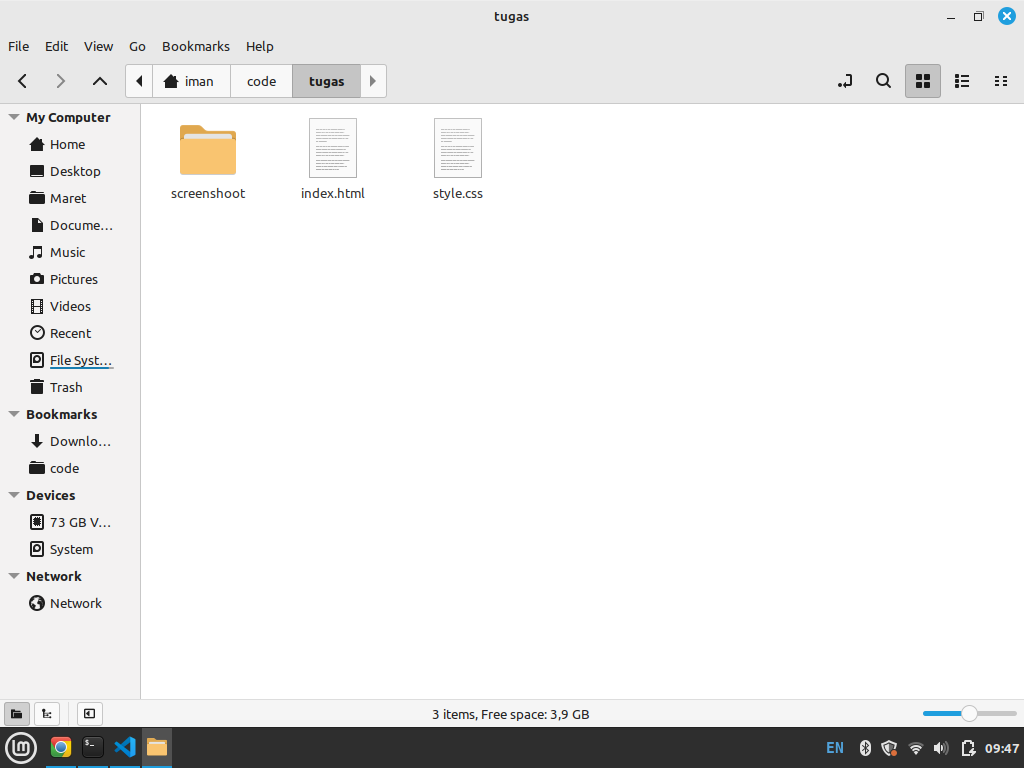 tugas
File Edit View Go Bookmarks Help
iman code tugas
My Computer
Home
Desktop
Maret
Docume...
Music
Pictures
Videos
Recent
File Syst...
Trash
Bookmarks
Downlo...
code
Devices
73 GB V...
System
Network
Network
screenshoot index.html style.css
3 items, Free space: 3,9 GB
EN 09:47